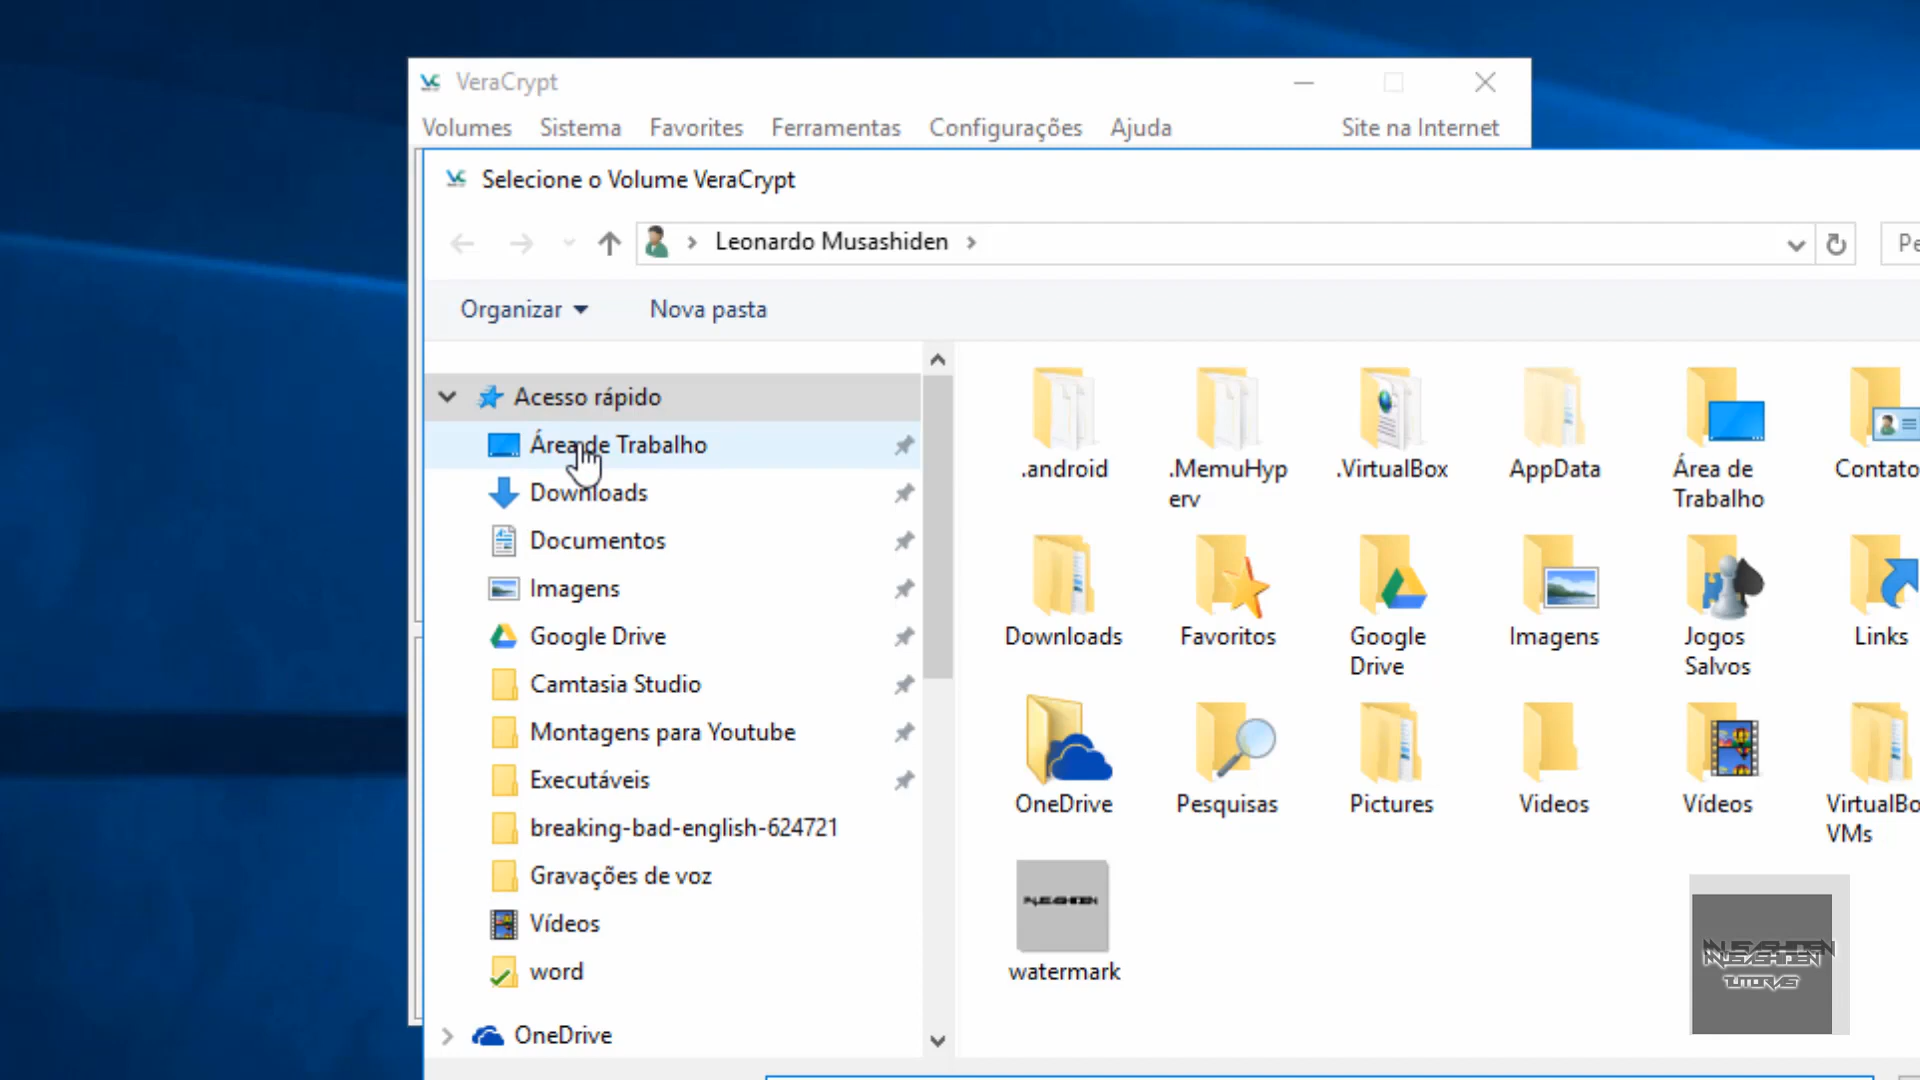 VeraCrypt
Volumes Sistema Favorites Ferramentas Configurações Ajuda Site na Internet
Selecione o Volume VeraCrypt
Leonardo Musashiden
Pe
Organizar Nova pasta
Acesso rápido
Área de Trabalho
Downloads
Documentos
Imagens
Google Drive
Camtasia Studio
Montagens para Youtube
Executáveis
breaking-bad-english-624721
Gravações de voz
Vídeos
word
OneDrive
.android
.MemuHyp
erv
.VirtualBox
AppData
Área de
Trabalho
Contato
Downloads
Favoritos
Google
Drive
Imagens
Jogos
Salvos
Links
OneDrive
Pesquisas
Pictures
Videos
Vídeos
VirtualBo
VMs
MUSASHIDEN
watermark